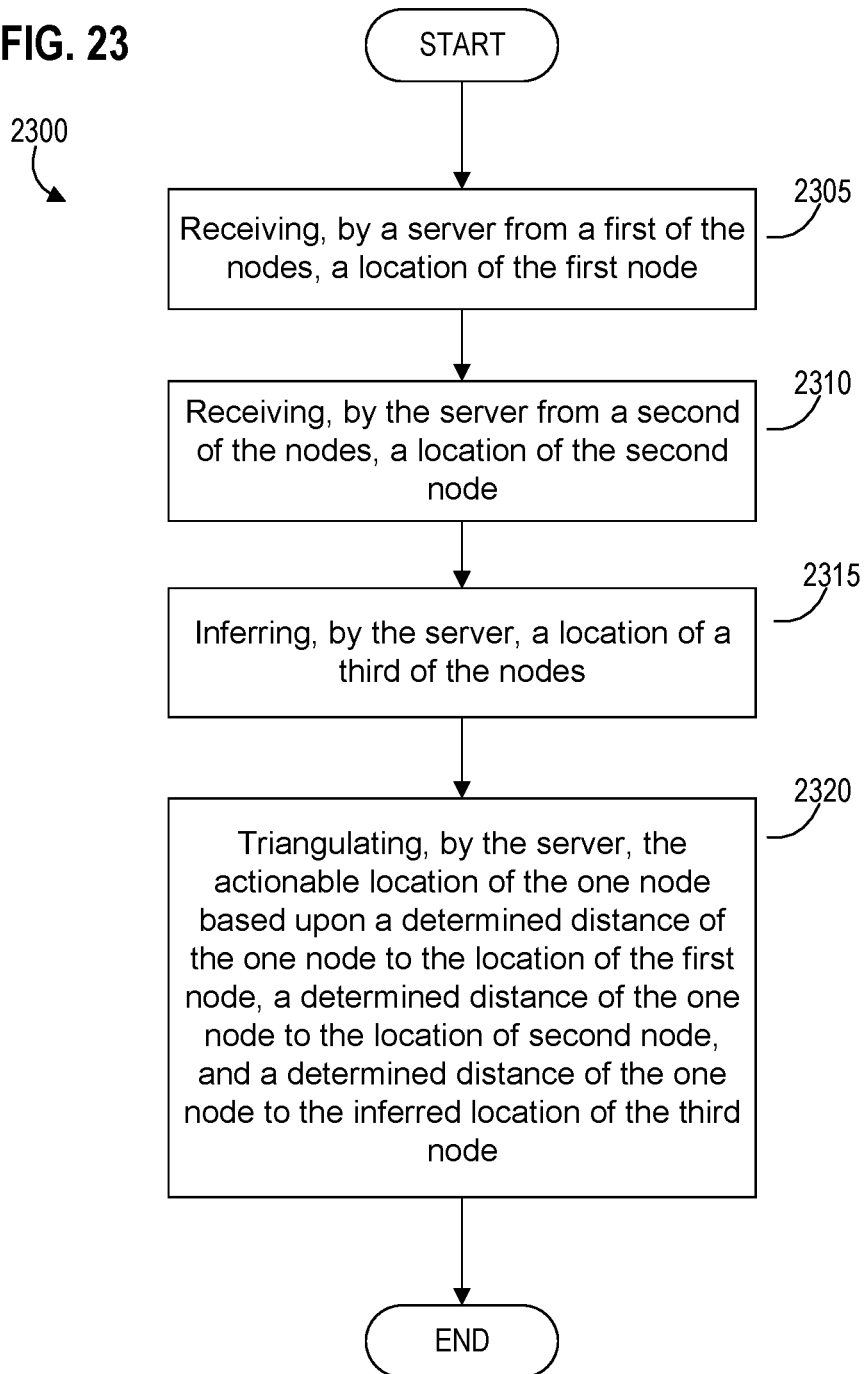 FIG. 23
START
2300
2305
Receiving, by a server from a first of the
nodes, a location of the first node
2310
Receiving, by the server from a second
of the nodes, a location of the second
node
2315
Inferring, by the server, a location of a
third of the nodes
2320
Triangulating, by the server, the
actionable location of the one node
based upon a determined distance of
the one node to the location of the first
node, a determined distance of the one
node to the location of second node,
and a determined distance of the one
node to the inferred location of the third
node
END